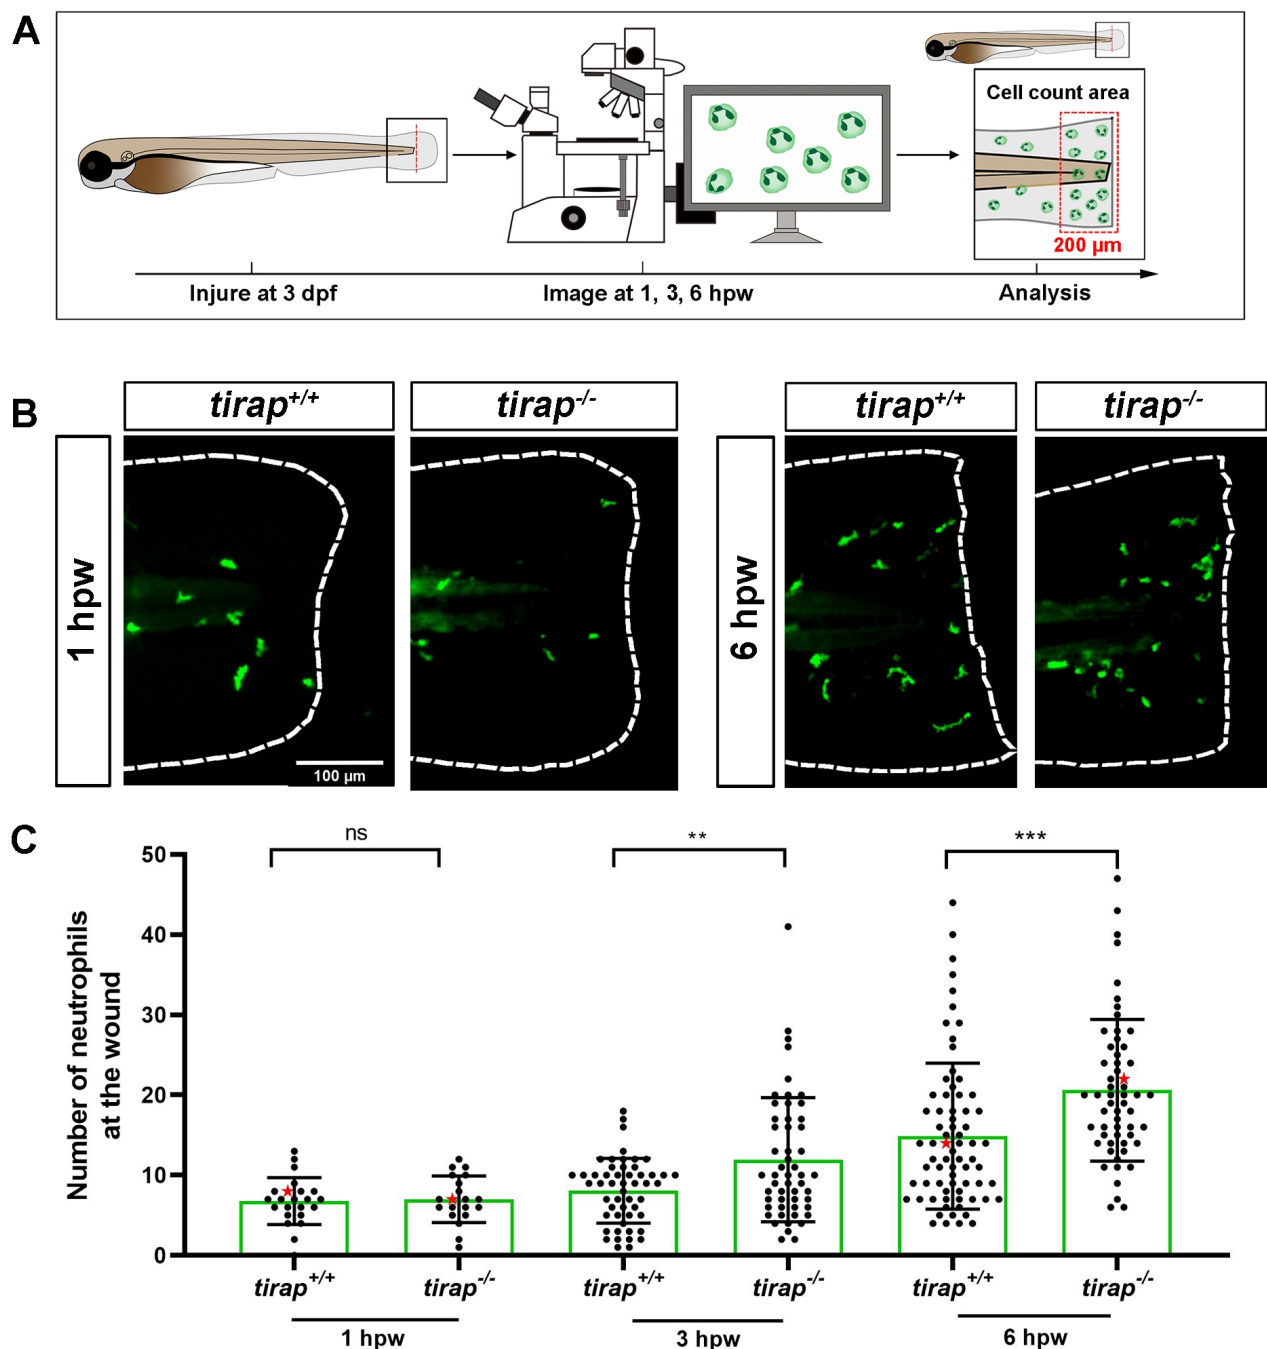 A
Cell count area
200 µm
Injure at 3 dpf
Image at 1, 3, 6 hpw
Analysis
B
tirap+/+
tirap-/-
tirap+/+
tirap-/-
1 hpw
6 hpw
100 µm
C
ns
**
***
Number of neutrophils
at the wound
50
40
30
20
10
0
tirap+/+
tirap-/-
tirap+/+
tirap-/-
tirap+/+
tirap-/-
1 hpw
3 hpw
6 hpw